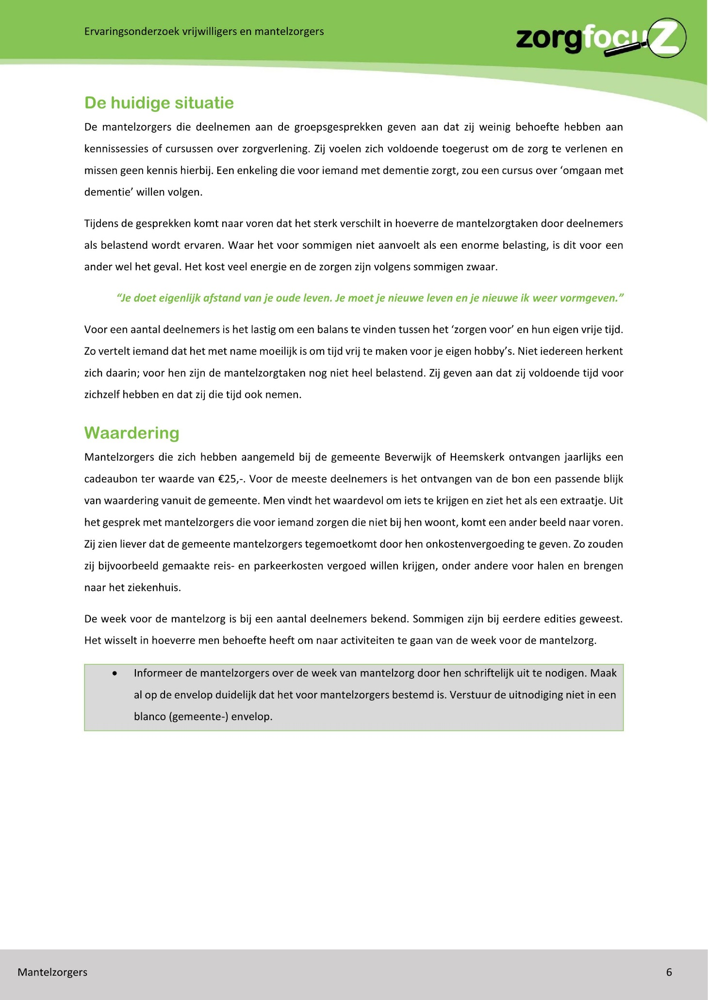 Ervaringsonderzoek vrijwilligers en mantelzorgers
zorgfocuZ
De huidige situatie
De mantelzorgers die deelnemen aan de groepsgesprekken geven aan dat zij weinig behoefte hebben aan
kennissessies of cursussen over zorgverlening. Zij voelen zich voldoende toegerust om de zorg te verlenen en
missen geen kennis hierbij. Een enkeling die voor iemand met dementie zorgt, zou een cursus over ‘omgaan met
dementie’ willen volgen.
Tijdens de gesprekken komt naar voren dat het sterk verschilt in hoeverre de mantelzorgtaken door deelnemers
als belastend wordt ervaren. Waar het voor sommigen niet aanvoelt als een enorme belasting, is dit voor een
ander wel het geval. Het kost veel energie en de zorgen zijn volgens sommigen zwaar.
“Je doet eigenlijk afstand van je oude leven. Je moet je nieuwe leven en je nieuwe ik weer vormgeven.”
Voor een aantal deelnemers is het lastig om een balans te vinden tussen het ‘zorgen voor’ en hun eigen vrije tijd.
Zo vertelt iemand dat het met name moeilijk is om tijd vrij te maken voor je eigen hobby’s. Niet iedereen herkent
zich daarin; voor hen zijn de mantelzorgtaken nog niet heel belastend. Zij geven aan dat zij voldoende tijd voor
zichzelf hebben en dat zij die tijd ook nemen.
Waardering
Mantelzorgers die zich hebben aangemeld bij de gemeente Beverwijk of Heemskerk ontvangen jaarlijks een
cadeaubon ter waarde van €25,-. Voor de meeste deelnemers is het ontvangen van de bon een passende blijk
van waardering vanuit de gemeente. Men vindt het waardevol om iets te krijgen en ziet het als een extraatje. Uit
het gesprek met mantelzorgers die voor iemand zorgen die niet bij hen woont, komt een ander beeld naar voren.
Zij zien liever dat de gemeente mantelzorgers tegemoetkomt door hen onkostenvergoeding te geven. Zo zouden
zij bijvoorbeeld gemaakte reis- en parkeerkosten vergoed willen krijgen, onder andere voor halen en brengen
naar het ziekenhuis.
De week voor de mantelzorg is bij een aantal deelnemers bekend. Sommigen zijn bij eerdere edities geweest.
Het wisselt in hoeverre men behoefte heeft om naar activiteiten te gaan van de week voor de mantelzorg.
• Informeer de mantelzorgers over de week van mantelzorg door hen schriftelijk uit te nodigen. Maak
al op de envelop duidelijk dat het voor mantelzorgers bestemd is. Verstuur de uitnodiging niet in een
blanco (gemeente-) envelop.
Mantelzorgers
6